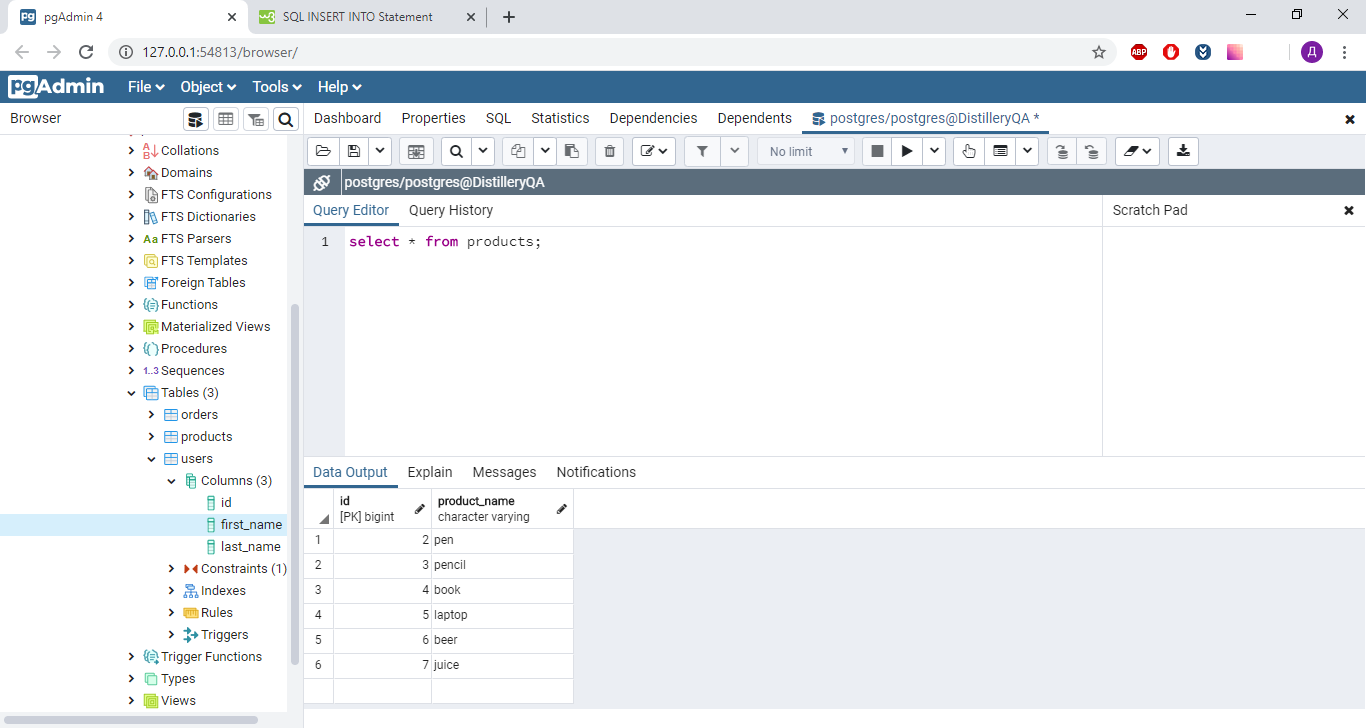 pgAdmin 4
SQL INSERT INTO Statement
127.0.0.1:54813/browser/
ABP
Д
pgAdmin File Object Tools Help
Browser
Dashboard Properties SQL Statistics Dependencies Dependents postgres/postgres@DistilleryQA *
No limit
postgres/postgres@DistilleryQA
Query Editor Query History
Scratch Pad
1 select * from products;
Collations
Domains
FTS Configurations
FTS Dictionaries
Aa FTS Parsers
FTS Templates
Foreign Tables
Functions
Materialized Views
Procedures
1..3 Sequences
Tables (3)
orders
products
users
Columns (3)
id
first_name
last_name
Constraints (1)
Indexes
Rules
Triggers
Trigger Functions
Types
Views
Data Output Explain Messages Notifications
id product_name
[PK] bigint character varying
1 2 pen
2 3 pencil
3 4 book
4 5 laptop
5 6 beer
6 7 juice